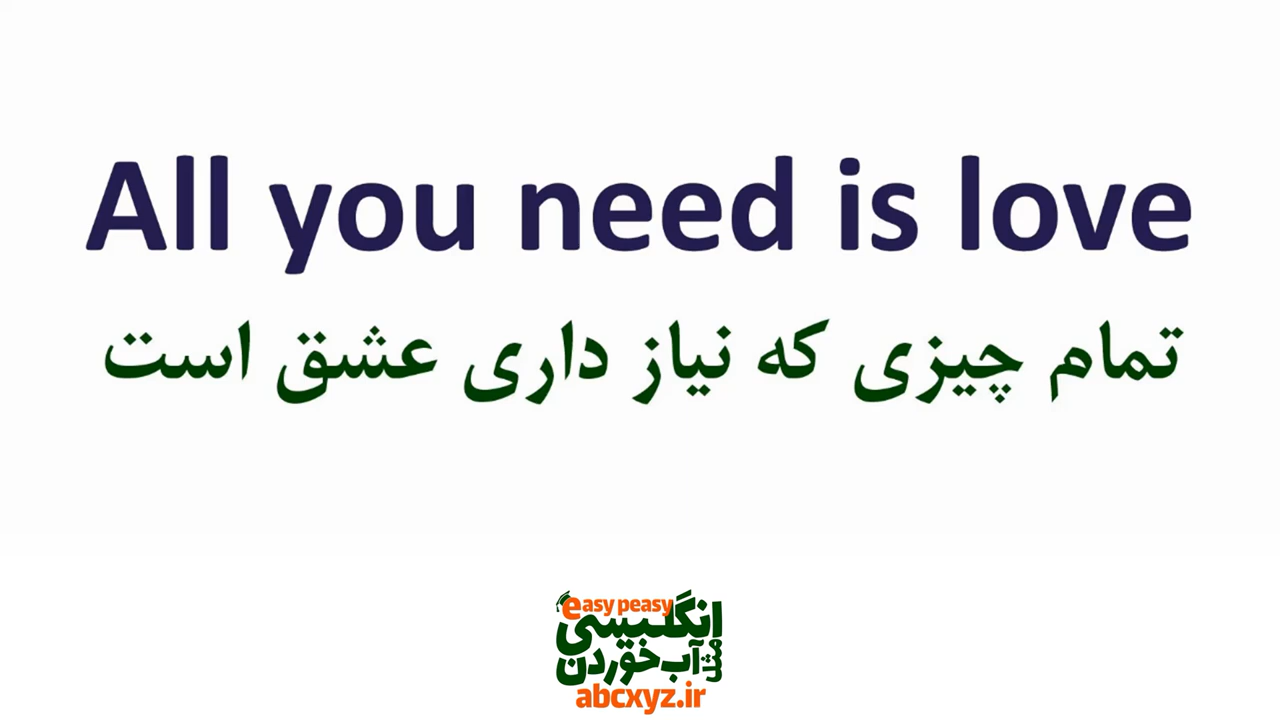 All you need is love
تمام چیزی که نیاز داری عشق است
easy peasy
انگلیسی
مثل آب خوردن
abcxyz.ir